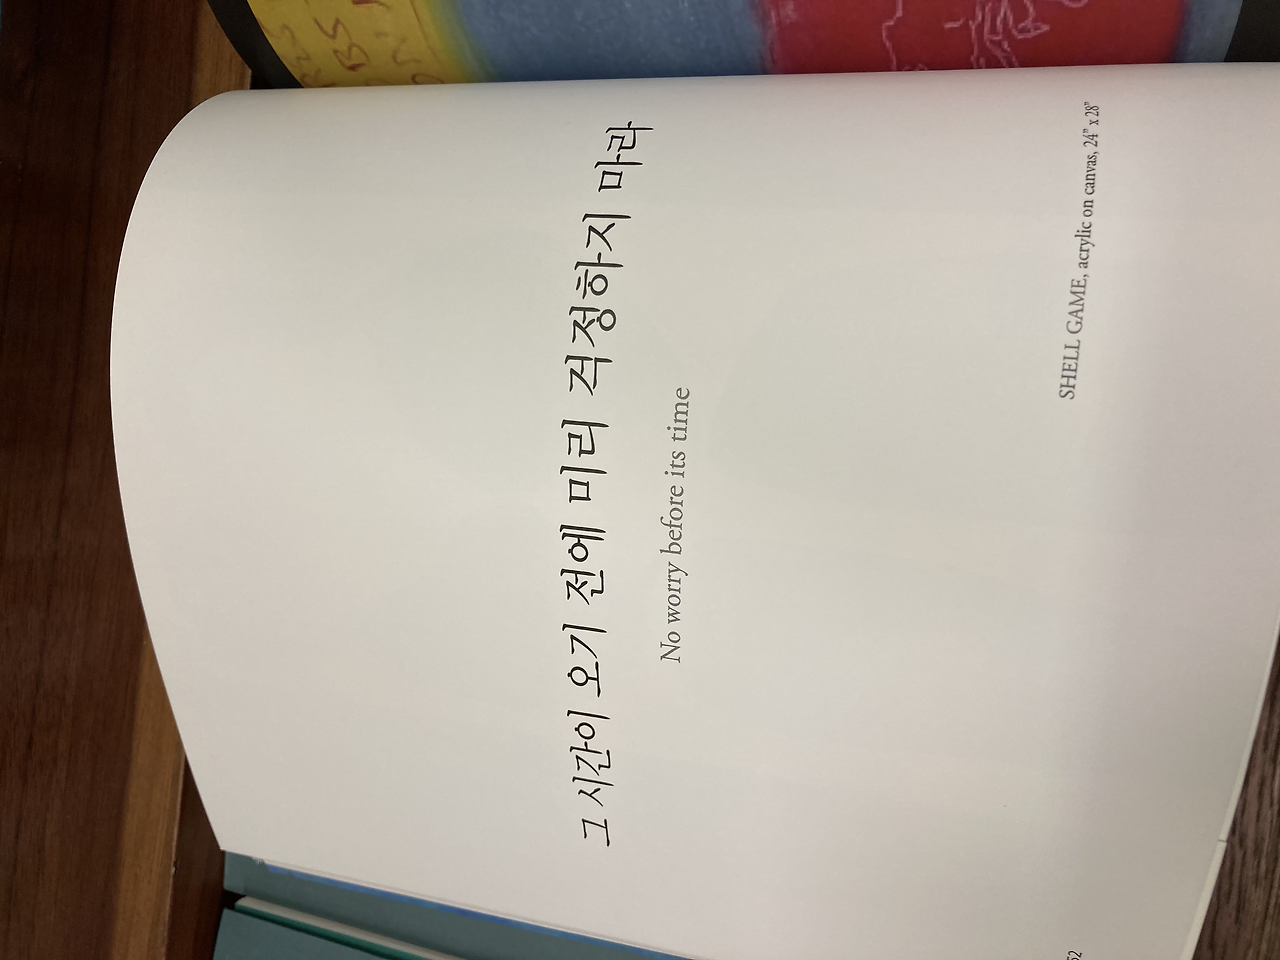 그 시간이 오기 전에 미리 걱정하지 마라
No worry before its time
SHELL GAME, acrylic on canvas, 24” x 28”
52